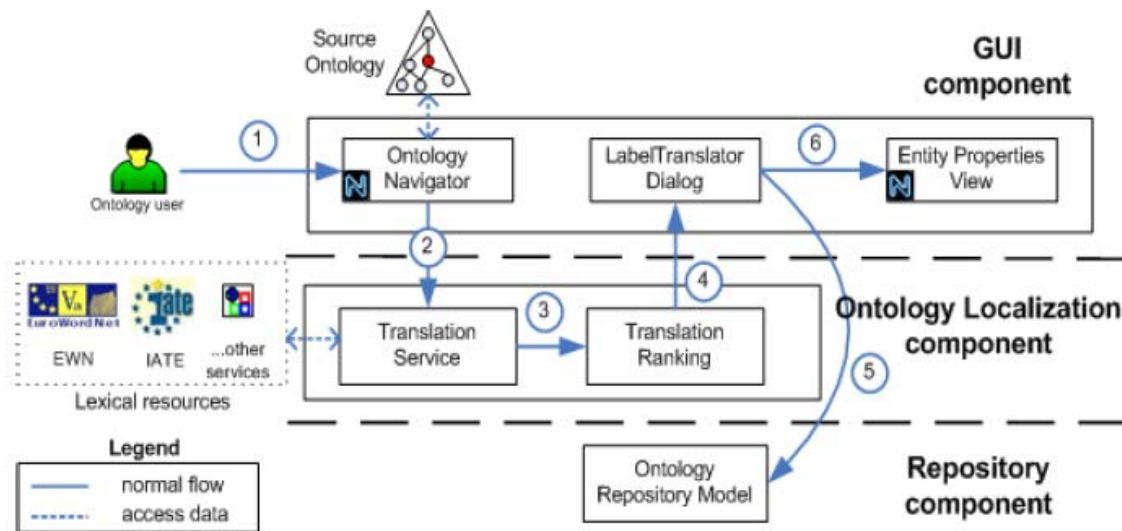 Source
Ontology
GUI
component
1
Ontology
Navigator
N
LabelTranslator
Dialog
6
Entity Properties
View
N
Ontology user
2
EuroWordNet
Va
Iate
EWN
IATE
...other
services
Lexical resources
Translation
Service
3
Translation
Ranking
4
Ontology Localization
component
5
Legend
normal flow
access data
Ontology
Repository Model
Repository
component